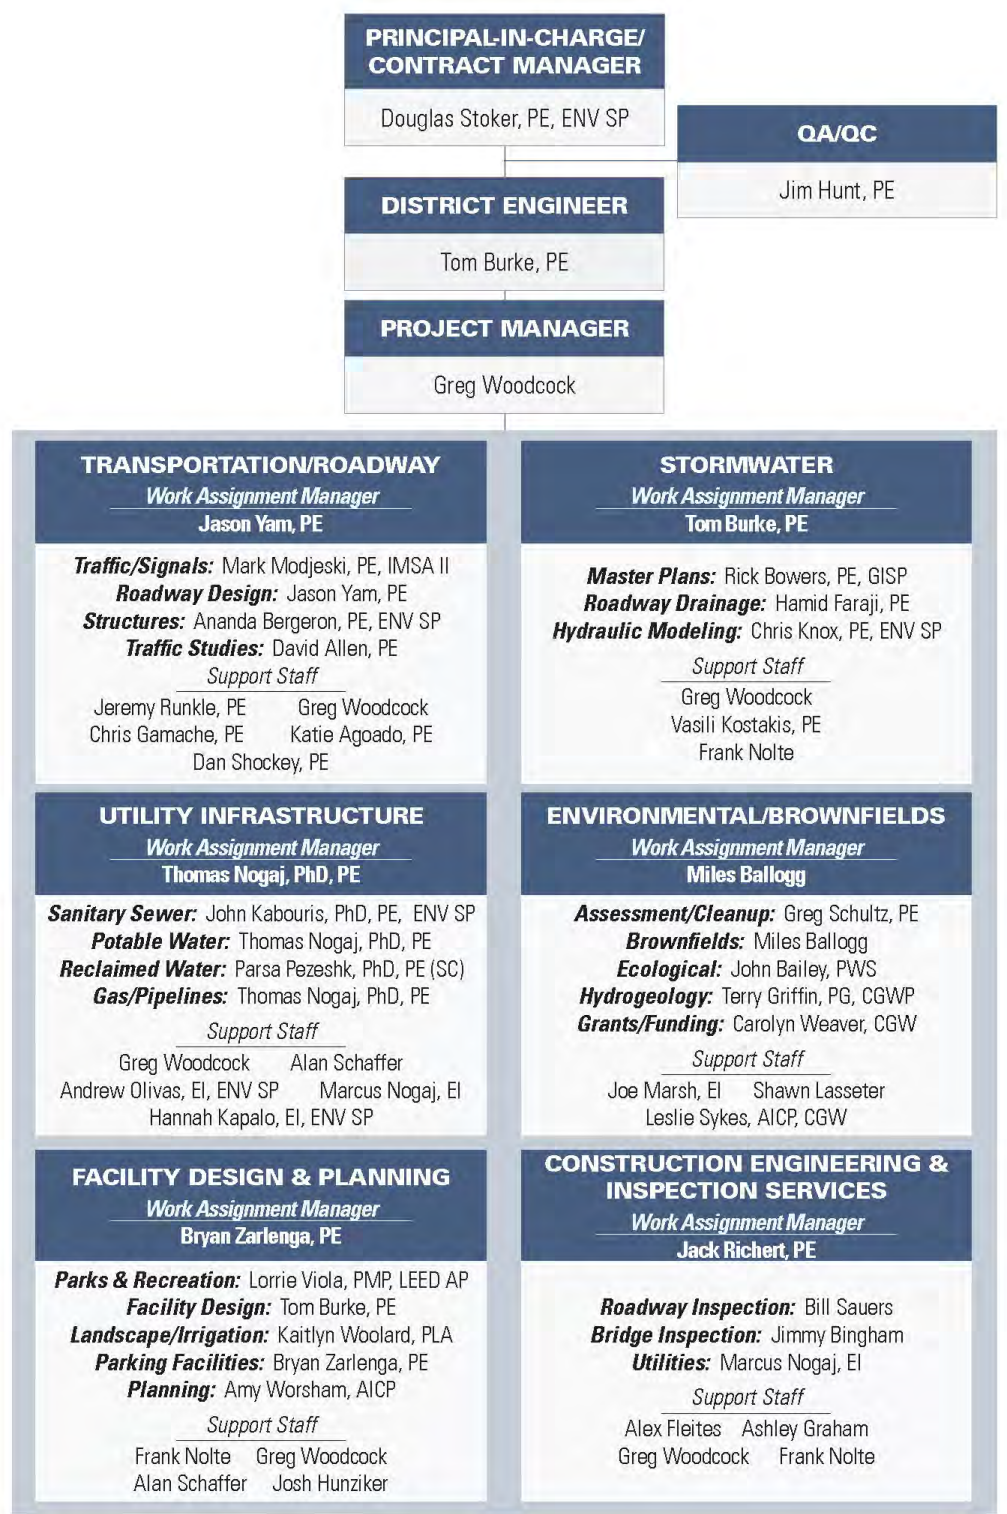 PRINCIPAL-IN-CHARGE/
CONTRACT MANAGER
Douglas Stoker, PE, ENV SP
QA/QC
Jim Hunt, PE
DISTRICT ENGINEER
Tom Burke, PE
PROJECT MANAGER
Greg Woodcock
TRANSPORTATION/ROADWAY
Work Assignment Manager
Jason Yam, PE
Traffic/Signals: Mark Modjeski, PE, IMSA II
Roadway Design: Jason Yam, PE
Structures: Ananda Bergeron, PE, ENV SP
Traffic Studies: David Allen, PE
Support Staff
Jeremy Runkle, PE Greg Woodcock
Chris Gamache, PE Katie Agoado, PE
Dan Shockey, PE
STORMWATER
Work Assignment Manager
Tom Burke, PE
Master Plans: Rick Bowers, PE, GISP
Roadway Drainage: Hamid Faraji, PE
Hydraulic Modeling: Chris Knox, PE, ENV SP
Support Staff
Greg Woodcock
Vasili Kostakis, PE
Frank Nolte
UTILITY INFRASTRUCTURE
Work Assignment Manager
Thomas Nogaj, PhD, PE
Sanitary Sewer: John Kabouris, PhD, PE, ENV SP
Potable Water: Thomas Nogaj, PhD, PE
Reclaimed Water: Parsa Pezeshk, PhD, PE (SC)
Gas/Pipelines: Thomas Nogaj, PhD, PE
Support Staff
Greg Woodcock Alan Schaffer
Andrew Olivas, EI, ENV SP Marcus Nogaj, EI
Hannah Kapalo, EI, ENV SP
ENVIRONMENTAL/BROWNFIELDS
Work Assignment Manager
Miles Ballogg
Assessment/Cleanup: Greg Schultz, PE
Brownfields: Miles Ballogg
Ecological: John Bailey, PWS
Hydrogeology: Terry Griffin, PG, CGWP
Grants/Funding: Carolyn Weaver, CGW
Support Staff
Joe Marsh, EI Shawn Lasseter
Leslie Sykes, AICP, CGW
FACILITY DESIGN & PLANNING
Work Assignment Manager
Bryan Zarlenga, PE
Parks & Recreation: Lorrie Viola, PMP, LEED AP
Facility Design: Tom Burke, PE
Landscape/Irrigation: Kaitlyn Woolard, PLA
Parking Facilities: Bryan Zarlenga, PE
Planning: Amy Worsham, AICP
Support Staff
Frank Nolte Greg Woodcock
Alan Schaffer Josh Hunziker
CONSTRUCTION ENGINEERING &
INSPECTION SERVICES
Work Assignment Manager
Jack Richert, PE
Roadway Inspection: Bill Sauers
Bridge Inspection: Jimmy Bingham
Utilities: Marcus Nogaj, EI
Support Staff
Alex Fleites Ashley Graham
Greg Woodcock Frank Nolte